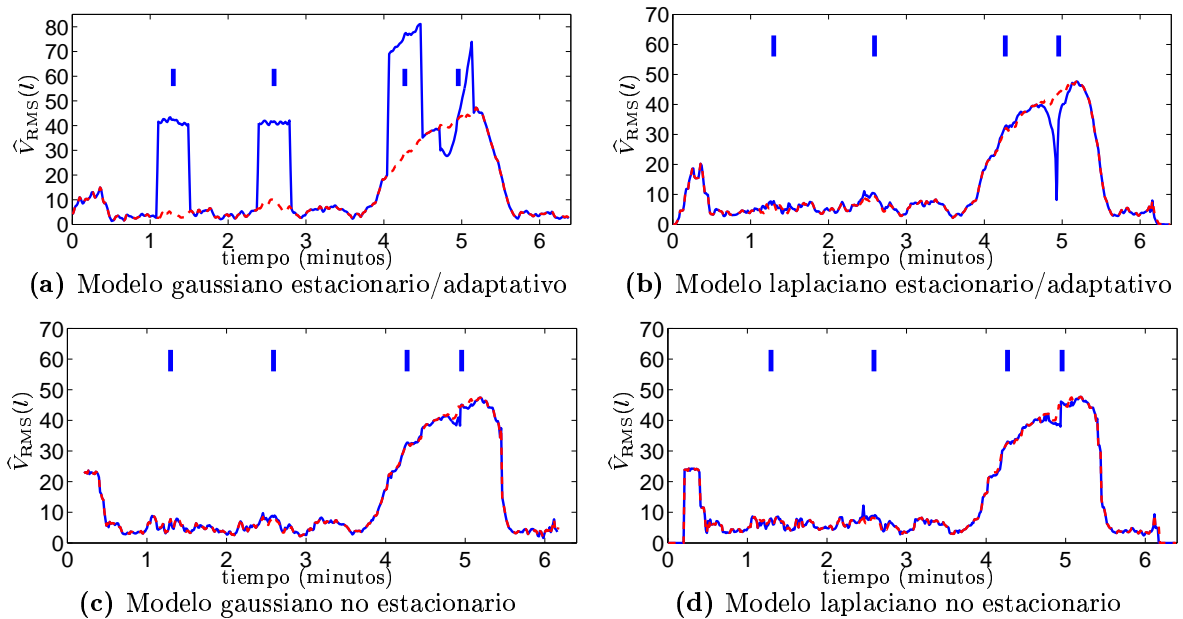 80
70
60
50
40
30
20
10
0
V̂RMS(l)
0 1 2 3 4 5 6
tiempo (minutos)
(a) Modelo gaussiano estacionario/adaptativo
70
60
50
40
30
20
10
0
V̂RMS(l)
0 1 2 3 4 5 6
tiempo (minutos)
(b) Modelo laplaciano estacionario/adaptativo
70
60
50
40
30
20
10
0
V̂RMS(l)
0 1 2 3 4 5 6
tiempo (minutos)
(c) Modelo gaussiano no estacionario
70
60
50
40
30
20
10
0
V̂RMS(l)
0 1 2 3 4 5 6
tiempo (minutos)
(d) Modelo laplaciano no estacionario